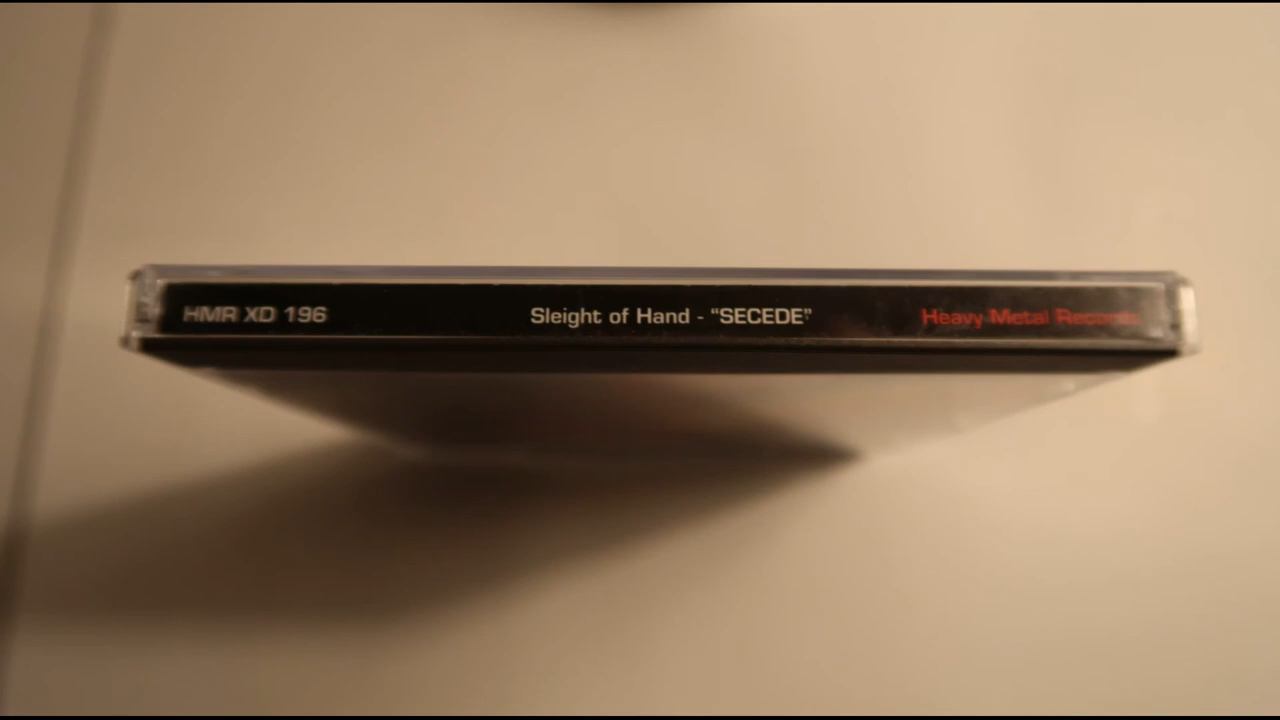 HMR XD 196 Sleight of Hand - “SECEDE” Heavy Metal Records